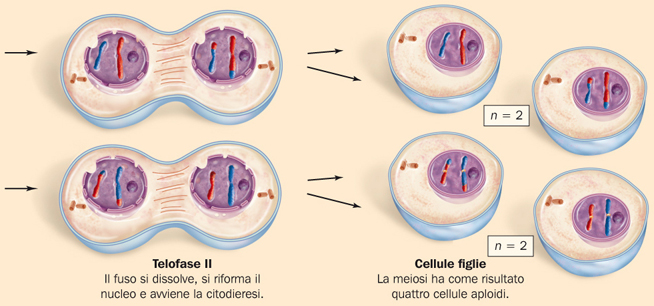 n = 2
n = 2
Telofase II
Il fuso si dissolve, si riforma il
nucleo e avviene la citodieresi.
Cellule figlie
La meiosi ha come risultato
quattro cellule aploidi.